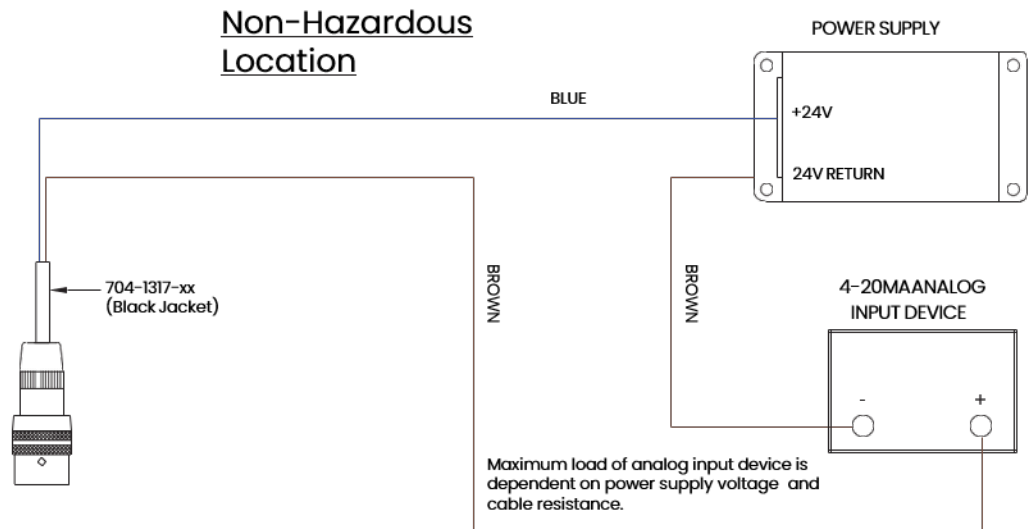 Non-Hazardous
Location
POWER SUPPLY
BLUE
+24V
24V RETURN
704-1317-xx
(Black Jacket)
BROWN
BROWN
4-20MAANALOG
INPUT DEVICE
-
+
Maximum load of analog input device is
dependent on power supply voltage and
cable resistance.